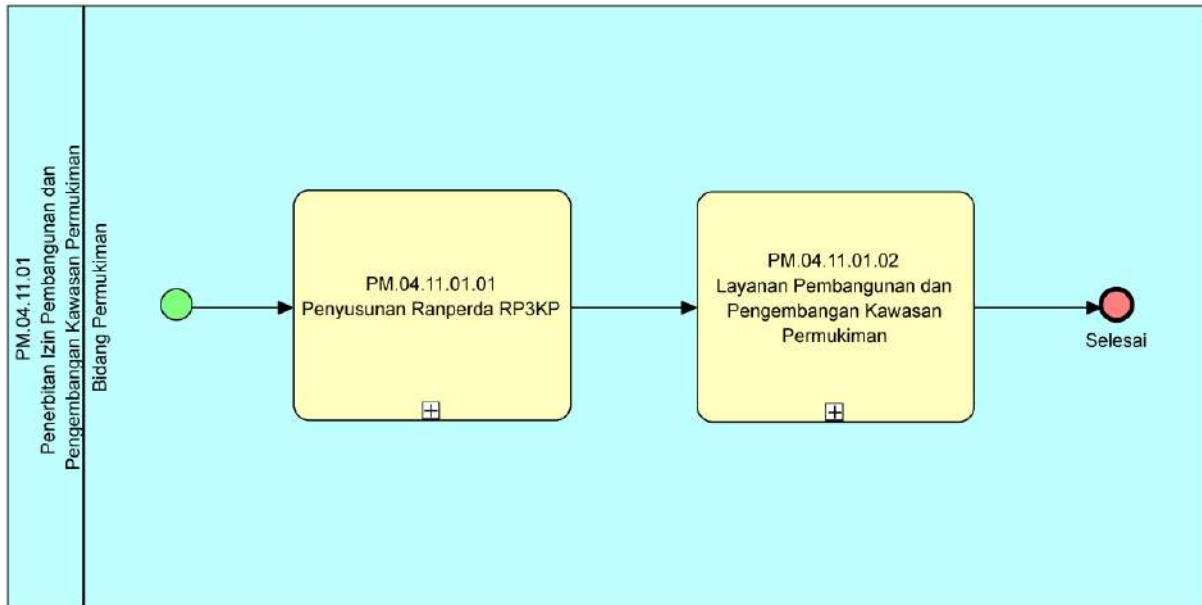 PM.04.11.01
Penerbitan Izin Pembangunan dan
Pengembangan Kawasan Permukiman
Bidang Permukiman
PM.04.11.01.01
Penyusunan Ranperda RP3KP
PM.04.11.01.02
Layanan Pembangunan dan
Pengembangan Kawasan
Permukiman
Selesai